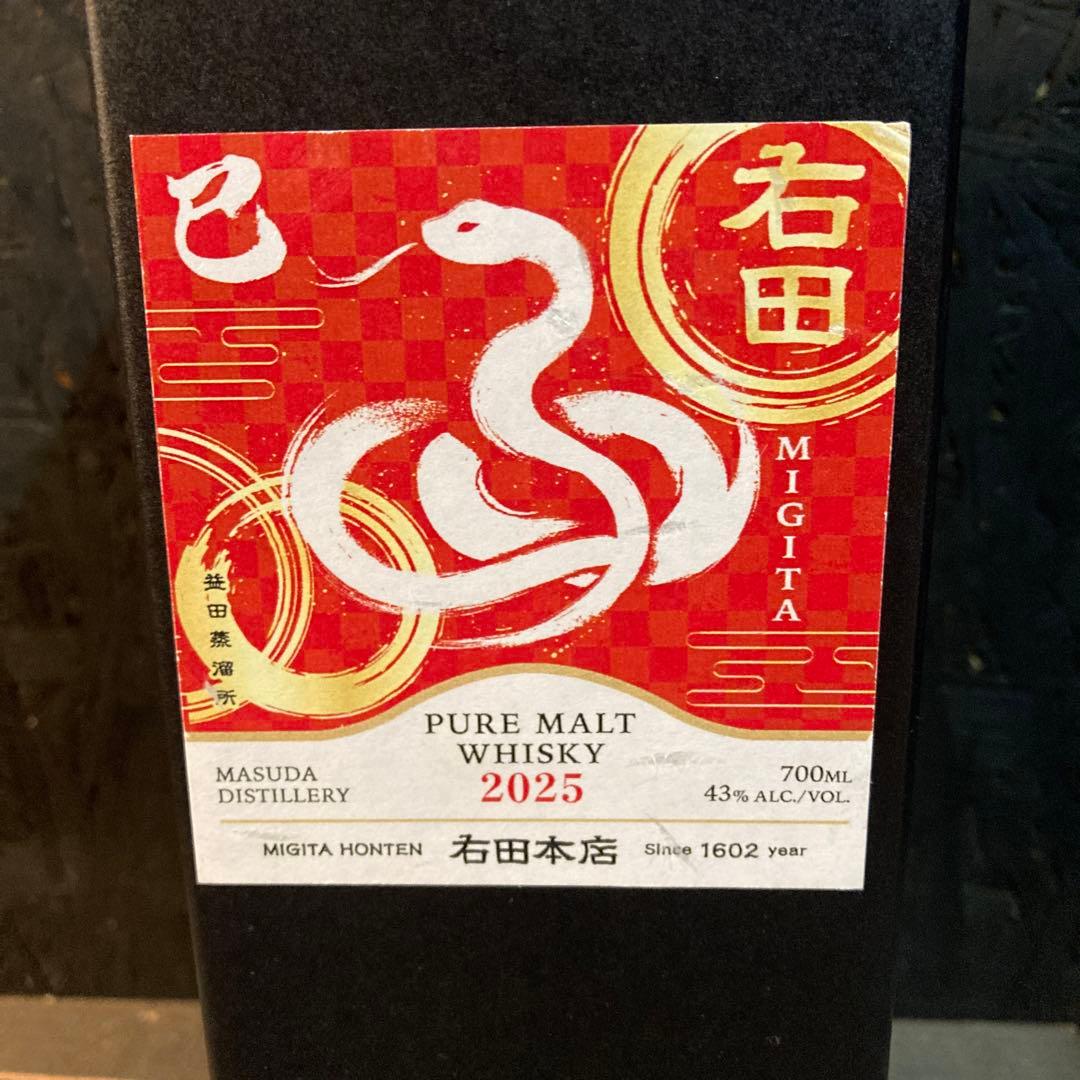 巳
右田
MIGITA
益田蒸溜所
PURE MALT
WHISKY
2025
MASUDA
DISTILLERY
700ML
43% ALC./VOL.
MIGITA HONTEN 右田本店 Since 1602 year